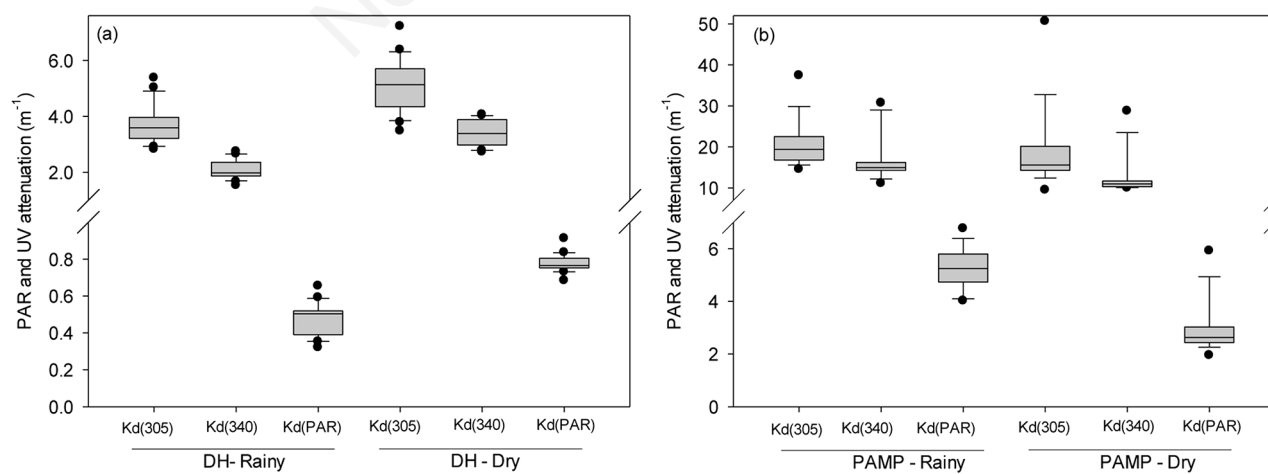 (a)
PAR and UV attenuation (m⁻¹)
6.0
4.0
2.0
0.8
0.6
0.4
0.2
0.0
Kd(305) Kd(340) Kd(PAR) Kd(305) Kd(340) Kd(PAR)
DH- Rainy DH - Dry
(b)
PAR and UV attenuation (m⁻¹)
50
40
30
20
10
6
4
2
0
Kd(305) Kd(340) Kd(PAR) Kd(305) Kd(340) Kd(PAR)
PAMP - Rainy PAMP - Dry